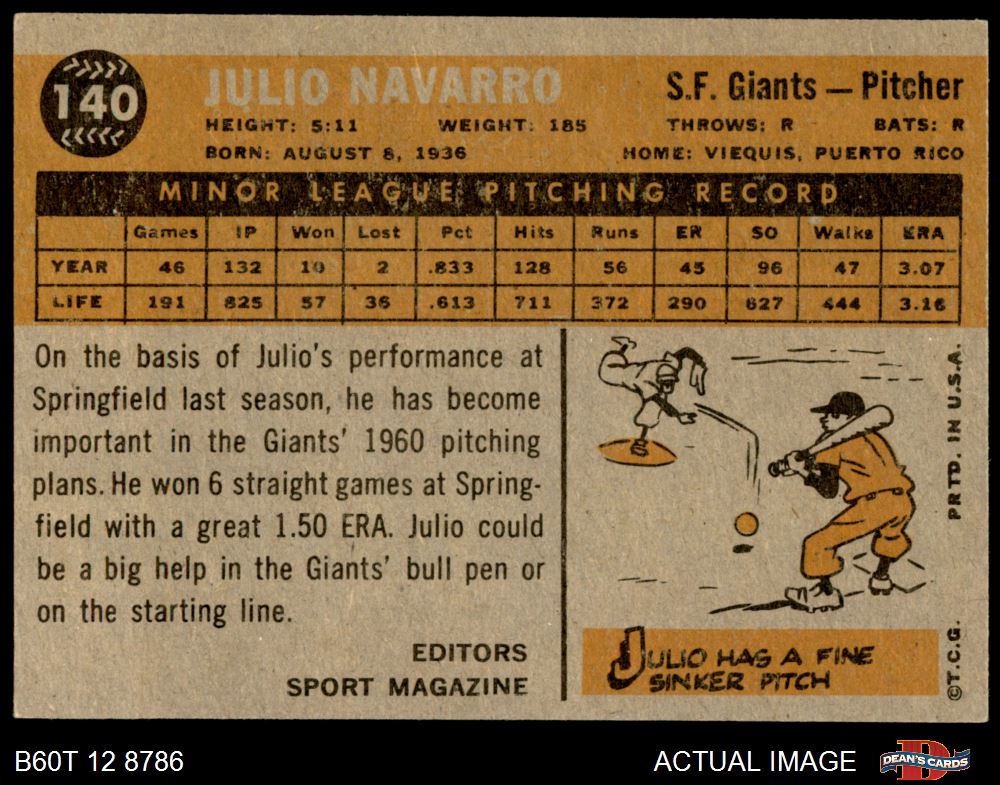 140
JULIO NAVARRO
S.F. Giants — Pitcher
HEIGHT: 5:11 WEIGHT: 185 THROWS: R BATS: R
BORN: AUGUST 8, 1936 HOME: VIEQUIS, PUERTO RICO
MINOR LEAGUE PITCHING RECORD
Games IP Won Lost Pct Hits Runs ER SO Walks ERA
YEAR 46 132 10 2 .833 128 56 45 96 47 3.07
LIFE 191 825 57 36 .613 711 372 290 627 444 3.16
On the basis of Julio's performance at
Springfield last season, he has become
important in the Giants' 1960 pitching
plans. He won 6 straight games at Spring-
field with a great 1.50 ERA. Julio could
be a big help in the Giants' bull pen or
on the starting line.
EDITORS
SPORT MAGAZINE
JULIO HAS A FINE
SINKER PITCH
PRTD. IN U.S.A.
©T.C.G.
B60T 12 8786
ACTUAL IMAGE
D
DEAN'S CARDS